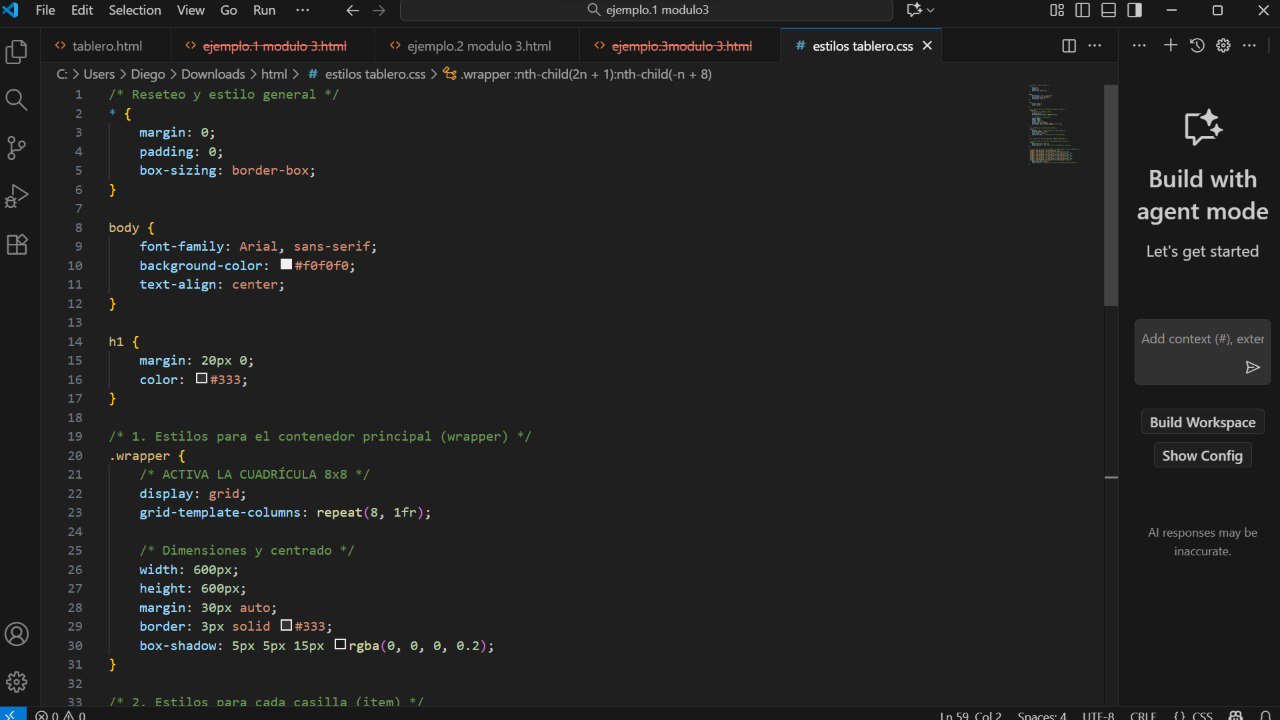 File Edit Selection View Go Run ··· ejemplo.1 modulo3
tablero.html ejemplo.1 modulo 3.html ejemplo.2 modulo 3.html ejemplo.3modulo3.html # estilos tablero.css
C: > Users > Diego > Downloads > html > # estilos tablero.css > .wrapper :nth-child(2n + 1):nth-child(-n + 8)
1 /* Reseteo y estilo general */
2 * {
3 margin: 0;
4 padding: 0;
5 box-sizing: border-box;
6 }
7
8 body {
9 font-family: Arial, sans-serif;
10 background-color: #f0f0f0;
11 text-align: center;
12 }
13
14 h1 {
15 margin: 20px 0;
16 color: #333;
17 }
18
19 /* 1. Estilos para el contenedor principal (wrapper) */
20 .wrapper {
21 /* ACTIVA LA CUADRÍCULA 8x8 */
22 display: grid;
23 grid-template-columns: repeat(8, 1fr);
24
25 /* Dimensiones y centrado */
26 width: 600px;
27 height: 600px;
28 margin: 30px auto;
29 border: 3px solid #333;
30 box-shadow: 5px 5px 15px rgba(0, 0, 0, 0.2);
31 }
32
33 /* 2. Estilos para cada casilla (item) */
Build with
agent mode
Let's get started
Add context (#), exter
Build Workspace
Show Config
AI responses may be
inaccurate.
0 0 Ln 59, Col 2 Spaces: 4 UTF-8 CRLF {} CSS